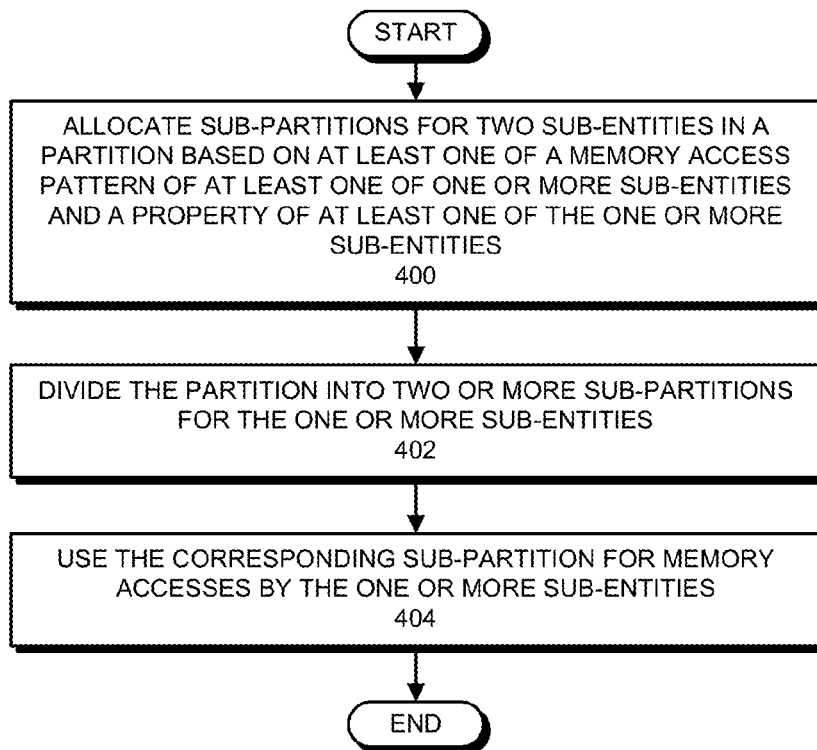 START
ALLOCATE SUB-PARTITIONS FOR TWO SUB-ENTITIES IN A
PARTITION BASED ON AT LEAST ONE OF A MEMORY ACCESS
PATTERN OF AT LEAST ONE OF ONE OR MORE SUB-ENTITIES
AND A PROPERTY OF AT LEAST ONE OF THE ONE OR MORE
SUB-ENTITIES
400
DIVIDE THE PARTITION INTO TWO OR MORE SUB-PARTITIONS
FOR THE ONE OR MORE SUB-ENTITIES
402
USE THE CORRESPONDING SUB-PARTITION FOR MEMORY
ACCESSES BY THE ONE OR MORE SUB-ENTITIES
404
END